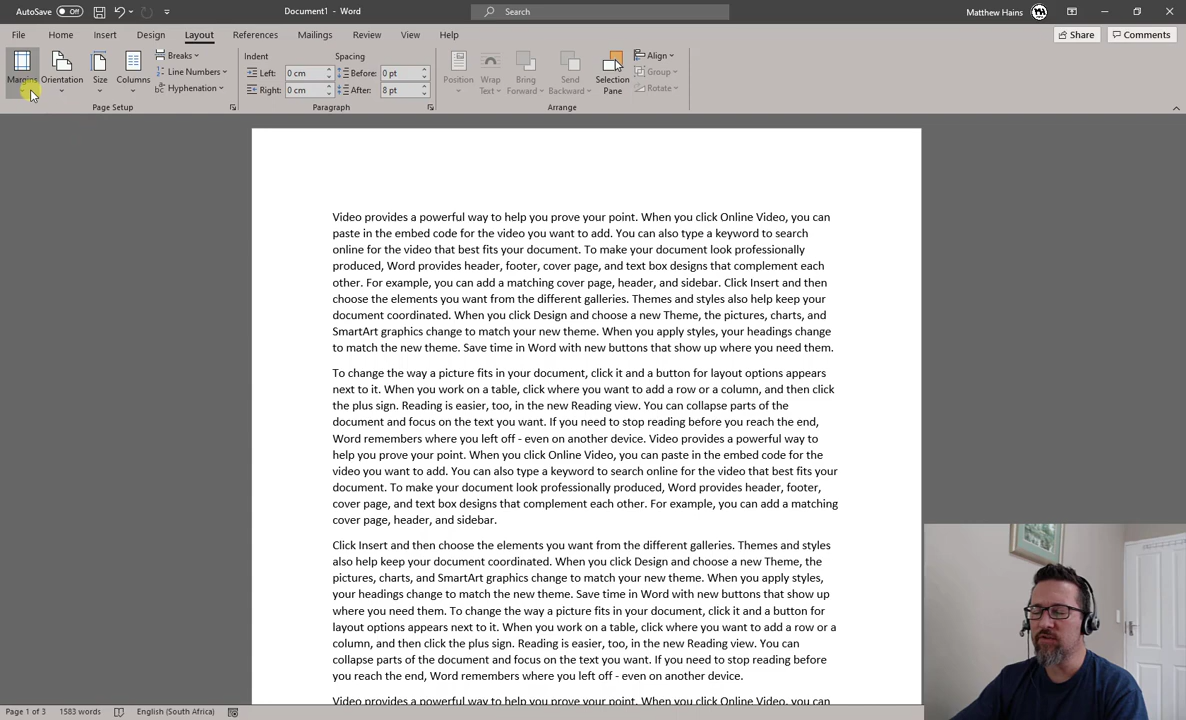 AutoSave Off Document1 - Word Search Matthew Hains
File Home Insert Design Layout References Mailings Review View Help Share Comments
Margins Orientation Size Columns Breaks Line Numbers Hyphenation
Page Setup
Indent Spacing
Left: 0 cm Before: 0 pt
Right: 0 cm After: 8 pt
Paragraph
Position Wrap Text Bring Forward Send Backward Selection Pane Align Group Rotate
Arrange
Video provides a powerful way to help you prove your point. When you click Online Video, you can
paste in the embed code for the video you want to add. You can also type a keyword to search
online for the video that best fits your document. To make your document look professionally
produced, Word provides header, footer, cover page, and text box designs that complement each
other. For example, you can add a matching cover page, header, and sidebar. Click Insert and then
choose the elements you want from the different galleries. Themes and styles also help keep your
document coordinated. When you click Design and choose a new Theme, the pictures, charts, and
SmartArt graphics change to match your new theme. When you apply styles, your headings change
to match the new theme. Save time in Word with new buttons that show up where you need them.
To change the way a picture fits in your document, click it and a button for layout options appears
next to it. When you work on a table, click where you want to add a row or a column, and then click
the plus sign. Reading is easier, too, in the new Reading view. You can collapse parts of the
document and focus on the text you want. If you need to stop reading before you reach the end,
Word remembers where you left off - even on another device. Video provides a powerful way to
help you prove your point. When you click Online Video, you can paste in the embed code for the
video you want to add. You can also type a keyword to search online for the video that best fits your
document. To make your document look professionally produced, Word provides header, footer,
cover page, and text box designs that complement each other. For example, you can add a matching
cover page, header, and sidebar.
Click Insert and then choose the elements you want from the different galleries. Themes and styles
also help keep your document coordinated. When you click Design and choose a new Theme, the
pictures, charts, and SmartArt graphics change to match your new theme. When you apply styles,
your headings change to match the new theme. Save time in Word with new buttons that show up
where you need them. To change the way a picture fits in your document, click it and a button for
layout options appears next to it. When you work on a table, click where you want to add a row or a
column, and then click the plus sign. Reading is easier, too, in the new Reading view. You can
collapse parts of the document and focus on the text you want. If you need to stop reading before
you reach the end, Word remembers where you left off - even on another device.
Video provides a powerful way to help you prove your point. When you click Online Video, you can
Page 1 of 3 1583 words English (South Africa)